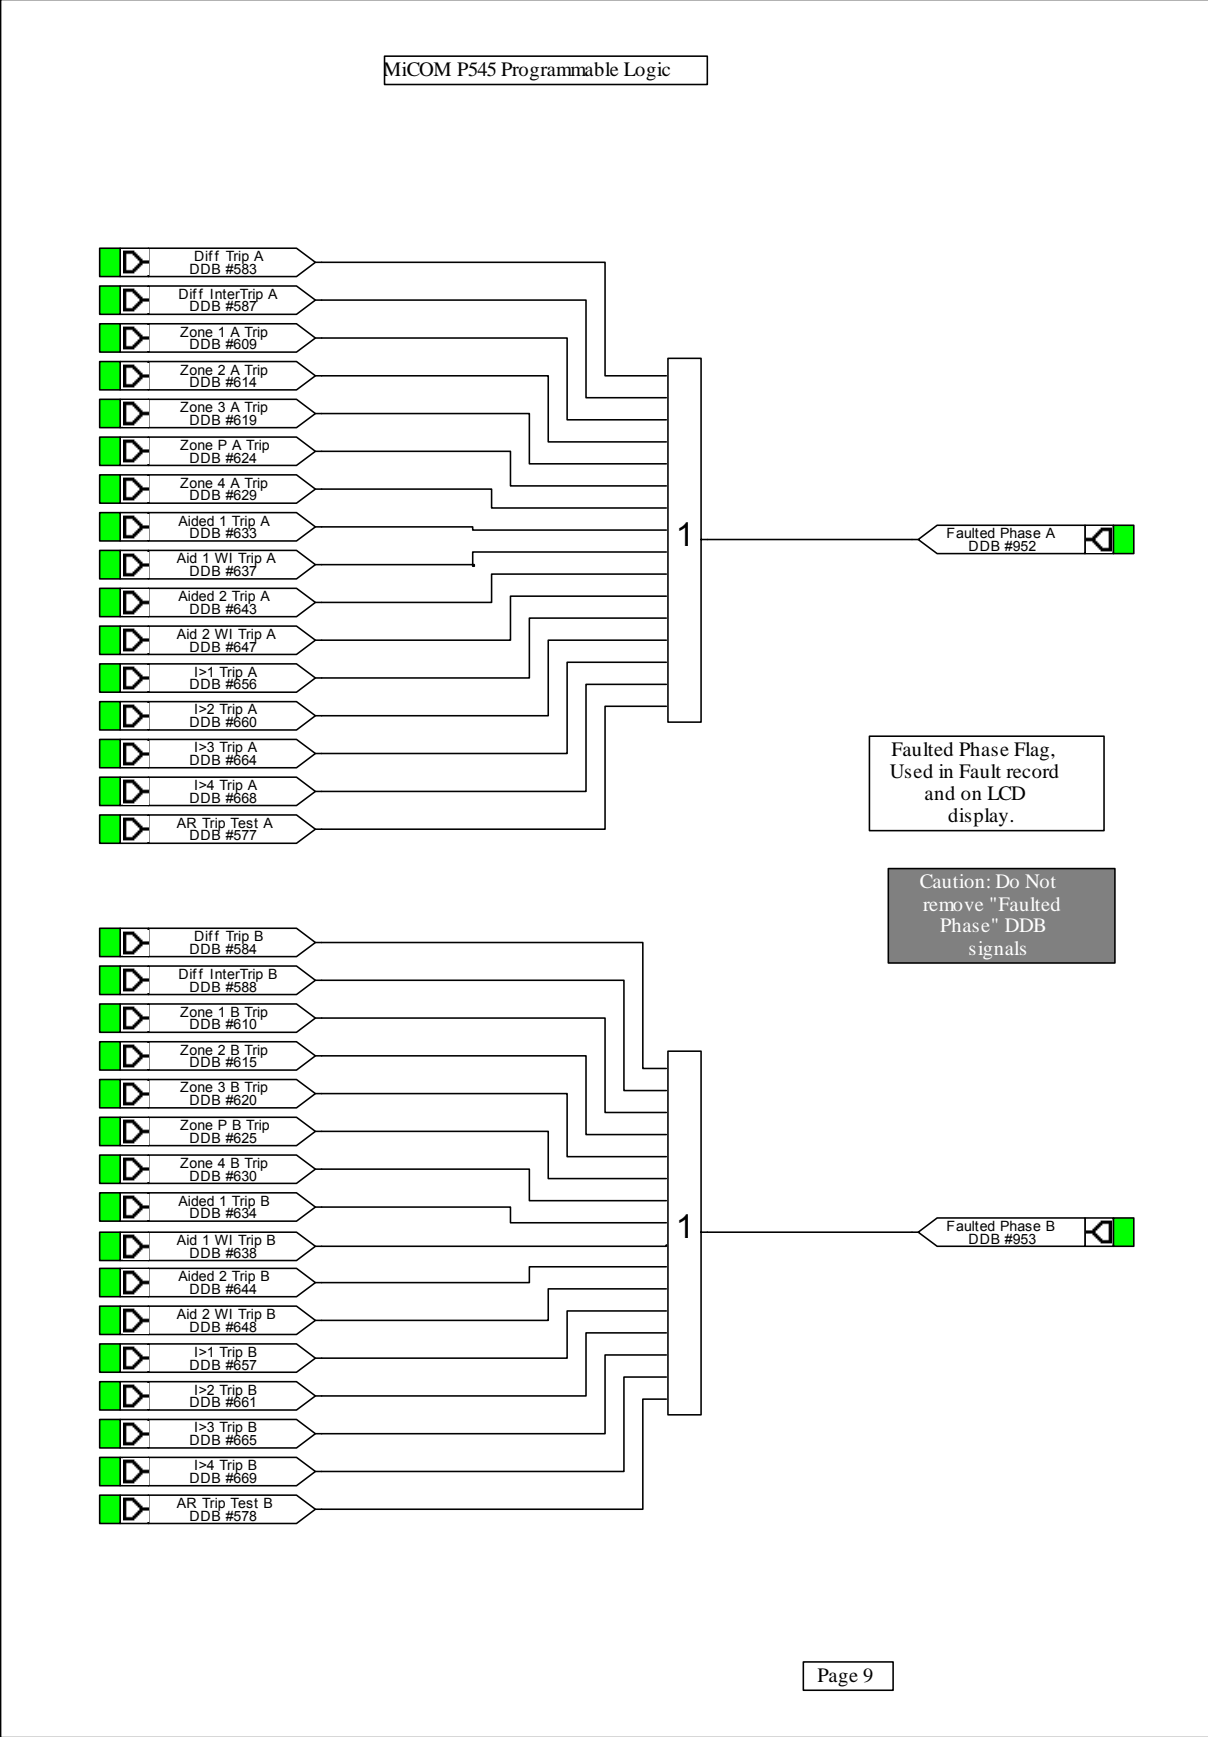 MiCOM P545 Programmable Logic
Diff Trip A
DDB #583
Diff InterTrip A
DDB #587
Zone 1 A Trip
DDB #609
Zone 2 A Trip
DDB #614
Zone 3 A Trip
DDB #619
Zone P A Trip
DDB #624
Zone 4 A Trip
DDB #629
Aided 1 Trip A
DDB #633
Aid 1 WI Trip A
DDB #637
Aided 2 Trip A
DDB #643
Aid 2 WI Trip A
DDB #647
I>1 Trip A
DDB #656
I>2 Trip A
DDB #660
I>3 Trip A
DDB #664
I>4 Trip A
DDB #668
AR Trip Test A
DDB #577
1
Faulted Phase A
DDB #952
Faulted Phase Flag,
Used in Fault record
and on LCD
display.
Caution: Do Not
remove "Faulted
Phase" DDB
signals
Diff Trip B
DDB #584
Diff InterTrip B
DDB #588
Zone 1 B Trip
DDB #610
Zone 2 B Trip
DDB #615
Zone 3 B Trip
DDB #620
Zone P B Trip
DDB #625
Zone 4 B Trip
DDB #630
Aided 1 Trip B
DDB #634
Aid 1 WI Trip B
DDB #638
Aided 2 Trip B
DDB #644
Aid 2 WI Trip B
DDB #648
I>1 Trip B
DDB #657
I>2 Trip B
DDB #661
I>3 Trip B
DDB #665
I>4 Trip B
DDB #669
AR Trip Test B
DDB #578
1
Faulted Phase B
DDB #953
Page 9